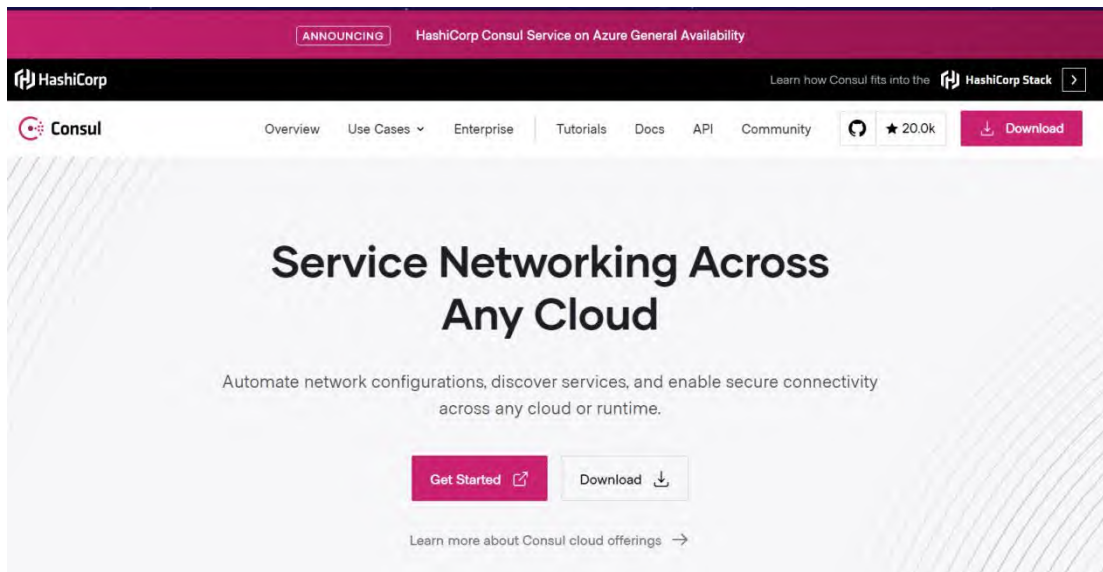 ANNOUNCING HashiCorp Consul Service on Azure General Availability
HashiCorp Learn how Consul fits into the HashiCorp Stack
Consul Overview Use Cases Enterprise Tutorials Docs API Community 20.0k Download
Service Networking Across
Any Cloud
Automate network configurations, discover services, and enable secure connectivity
across any cloud or runtime.
Get Started Download
Learn more about Consul cloud offerings